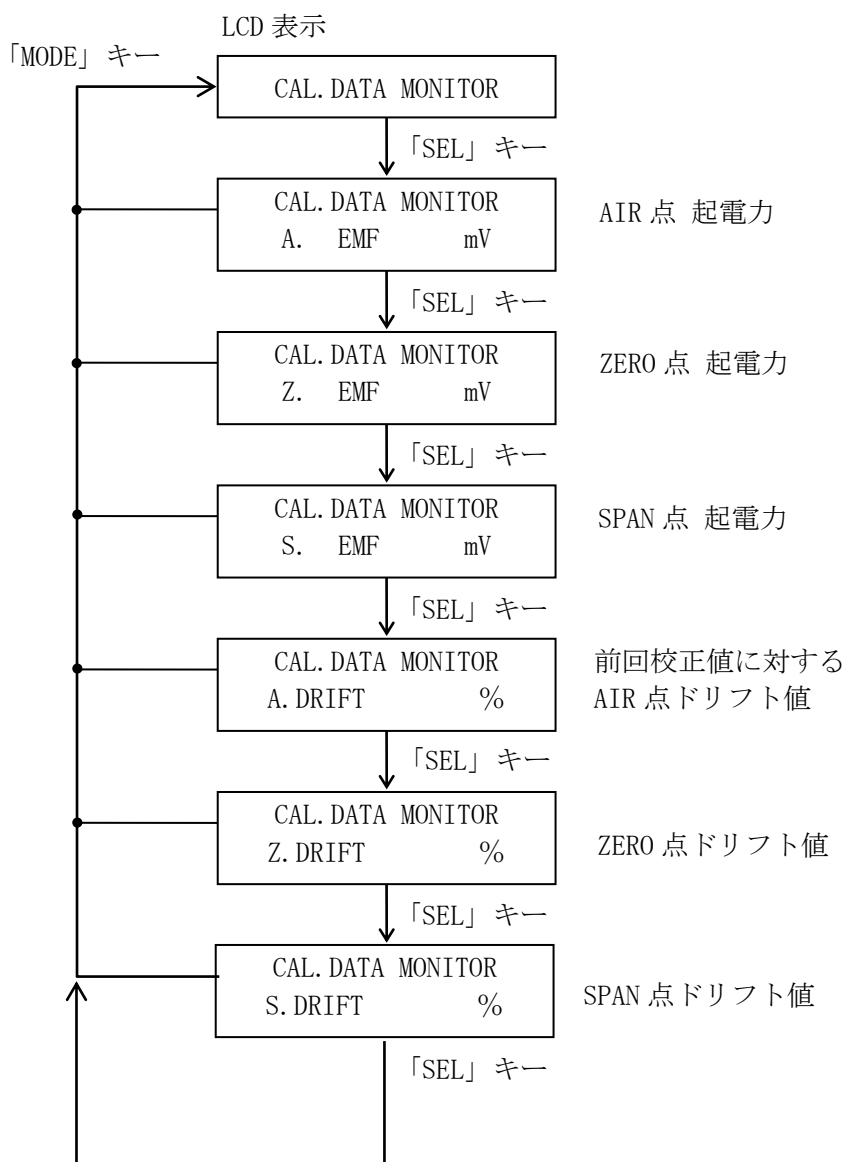 LCD 表示
「MODE」キー
CAL.DATA MONITOR
「SEL」キー
CAL.DATA MONITOR
A. EMF mV
AIR 点 起電力
「SEL」キー
CAL.DATA MONITOR
Z. EMF mV
ZERO 点 起電力
「SEL」キー
CAL.DATA MONITOR
S. EMF mV
SPAN 点 起電力
「SEL」キー
CAL.DATA MONITOR
A.DRIFT %
前回校正値に対する
AIR 点ドリフト値
「SEL」キー
CAL.DATA MONITOR
Z.DRIFT %
ZERO 点ドリフト値
「SEL」キー
CAL.DATA MONITOR
S.DRIFT %
SPAN 点ドリフト値
「SEL」キー